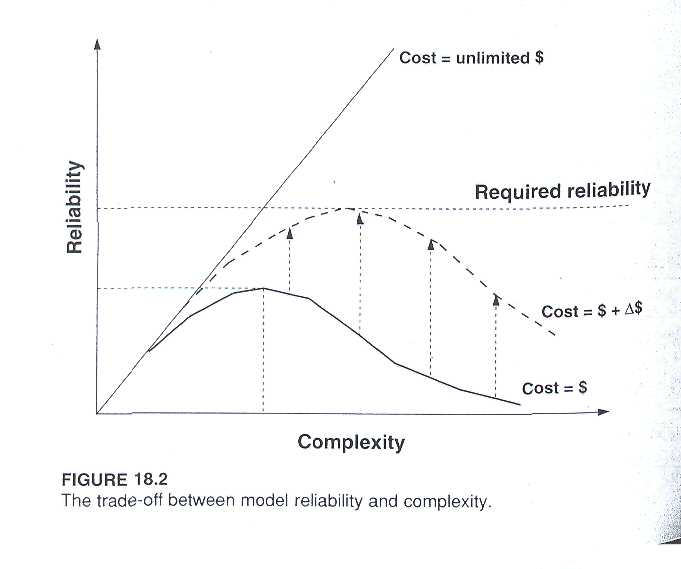 Cost = unlimited $
Required reliability
Reliability
Cost = $ + Δ$
Cost = $
Complexity
FIGURE 18.2
The trade-off between model reliability and complexity.